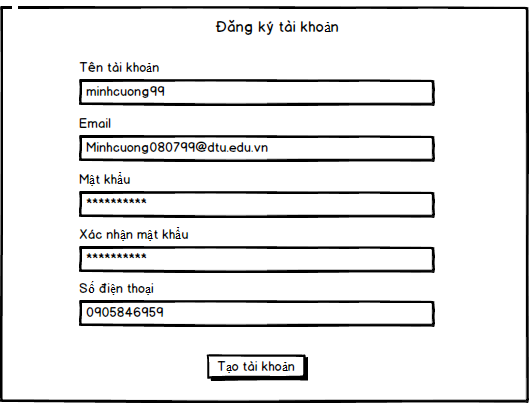 Đăng ký tài khoản
Tên tài khoản
minhcuong99
Email
Minhcuong080799@dtu.edu.vn
Mật khẩu
**********
Xác nhận mật khẩu
**********
Số điện thoại
0905846959
Tạo tài khoản